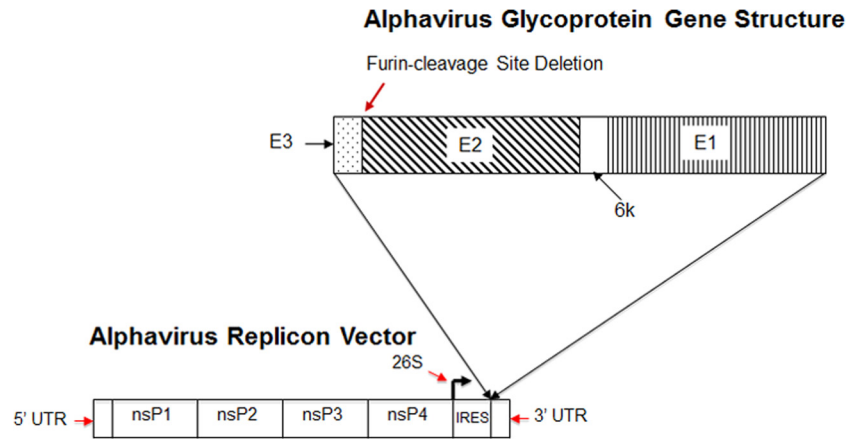 Alphavirus Glycoprotein Gene Structure
Furin-cleavage Site Deletion
E3
E2
E1
6k
Alphavirus Replicon Vector
26S
5' UTR
nsP1
nsP2
nsP3
nsP4
IRES
3' UTR